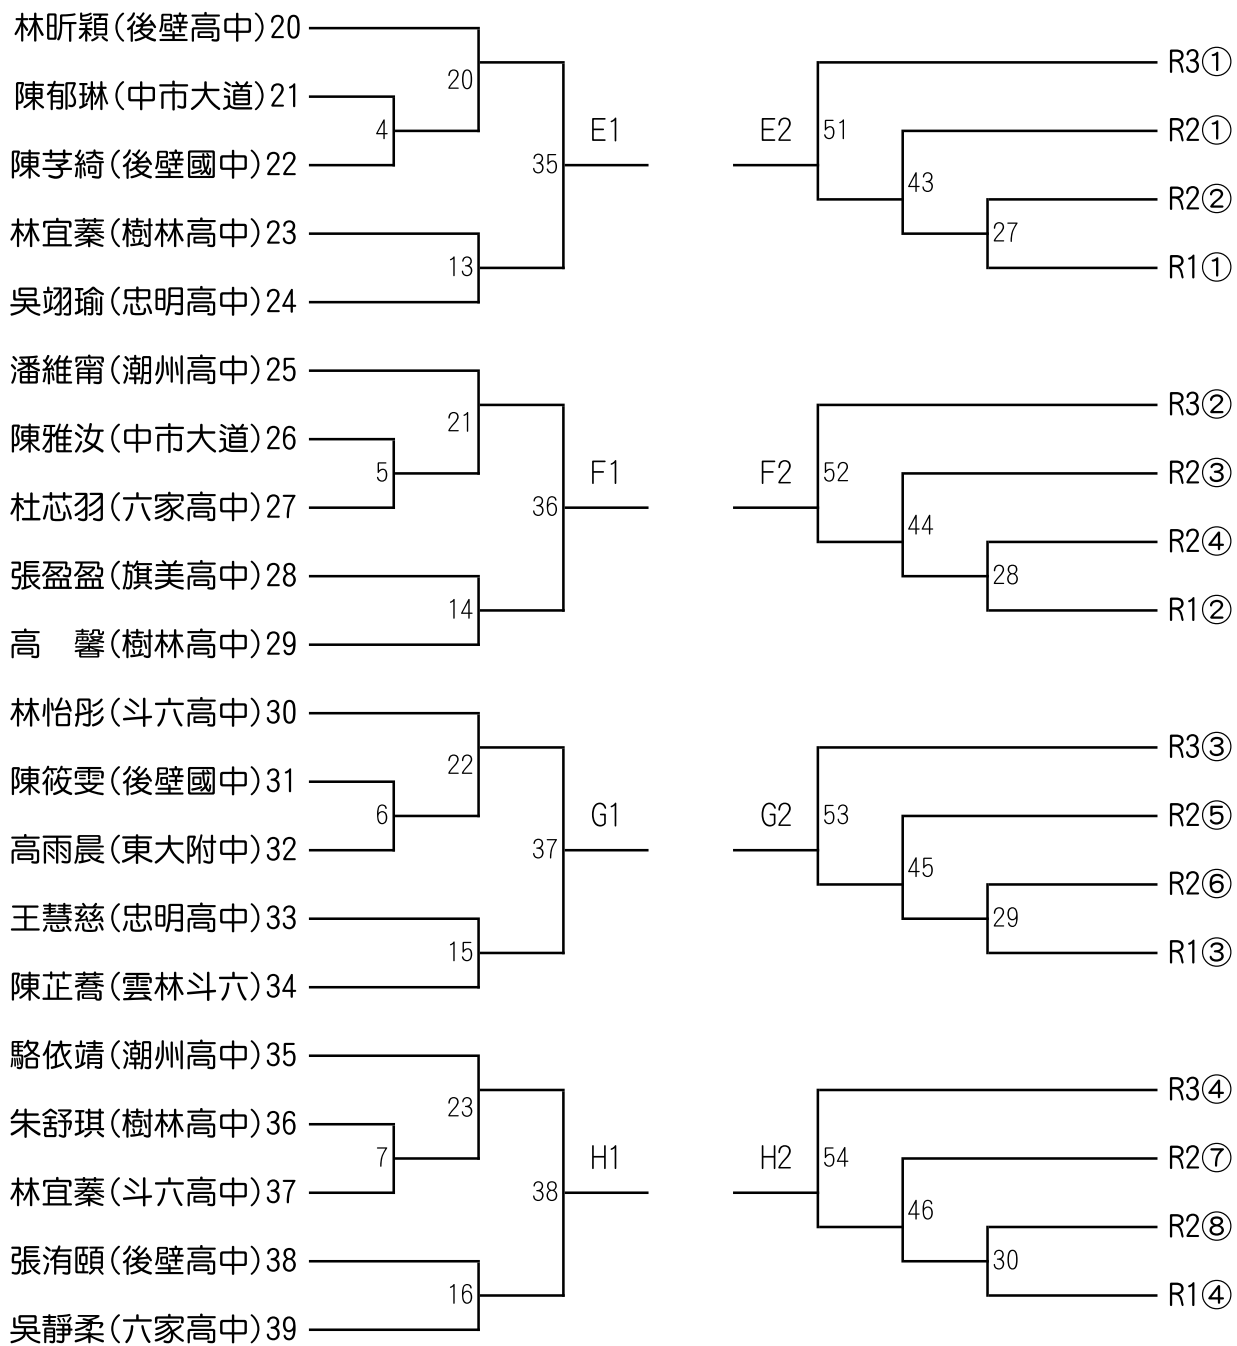 林昕穎(後壁高中)20
20
R3①
陳郁琳(中市大道)21
4
E1
E2
51
R2①
陳芓綺(後壁國中)22
35
43
R2②
林宜蓁(樹林高中)23
13
27
R1①
吳翊瑜(忠明高中)24
潘維甯(潮州高中)25
21
R3②
陳雅汝(中市大道)26
5
F1
F2
52
R2③
杜芯羽(六家高中)27
36
44
R2④
張盈盈(旗美高中)28
14
28
R1②
高 馨(樹林高中)29
林怡彤(斗六高中)30
22
R3③
陳筱雯(後壁國中)31
6
G1
G2
53
R2⑤
高雨晨(東大附中)32
37
45
R2⑥
王慧慈(忠明高中)33
15
29
R1③
陳芷蕎(雲林斗六)34
駱依靖(潮州高中)35
23
R3④
朱舒琪(樹林高中)36
7
H1
H2
54
R2⑦
林宜蓁(斗六高中)37
38
46
R2⑧
張洧頤(後壁高中)38
16
30
R1④
吳靜柔(六家高中)39